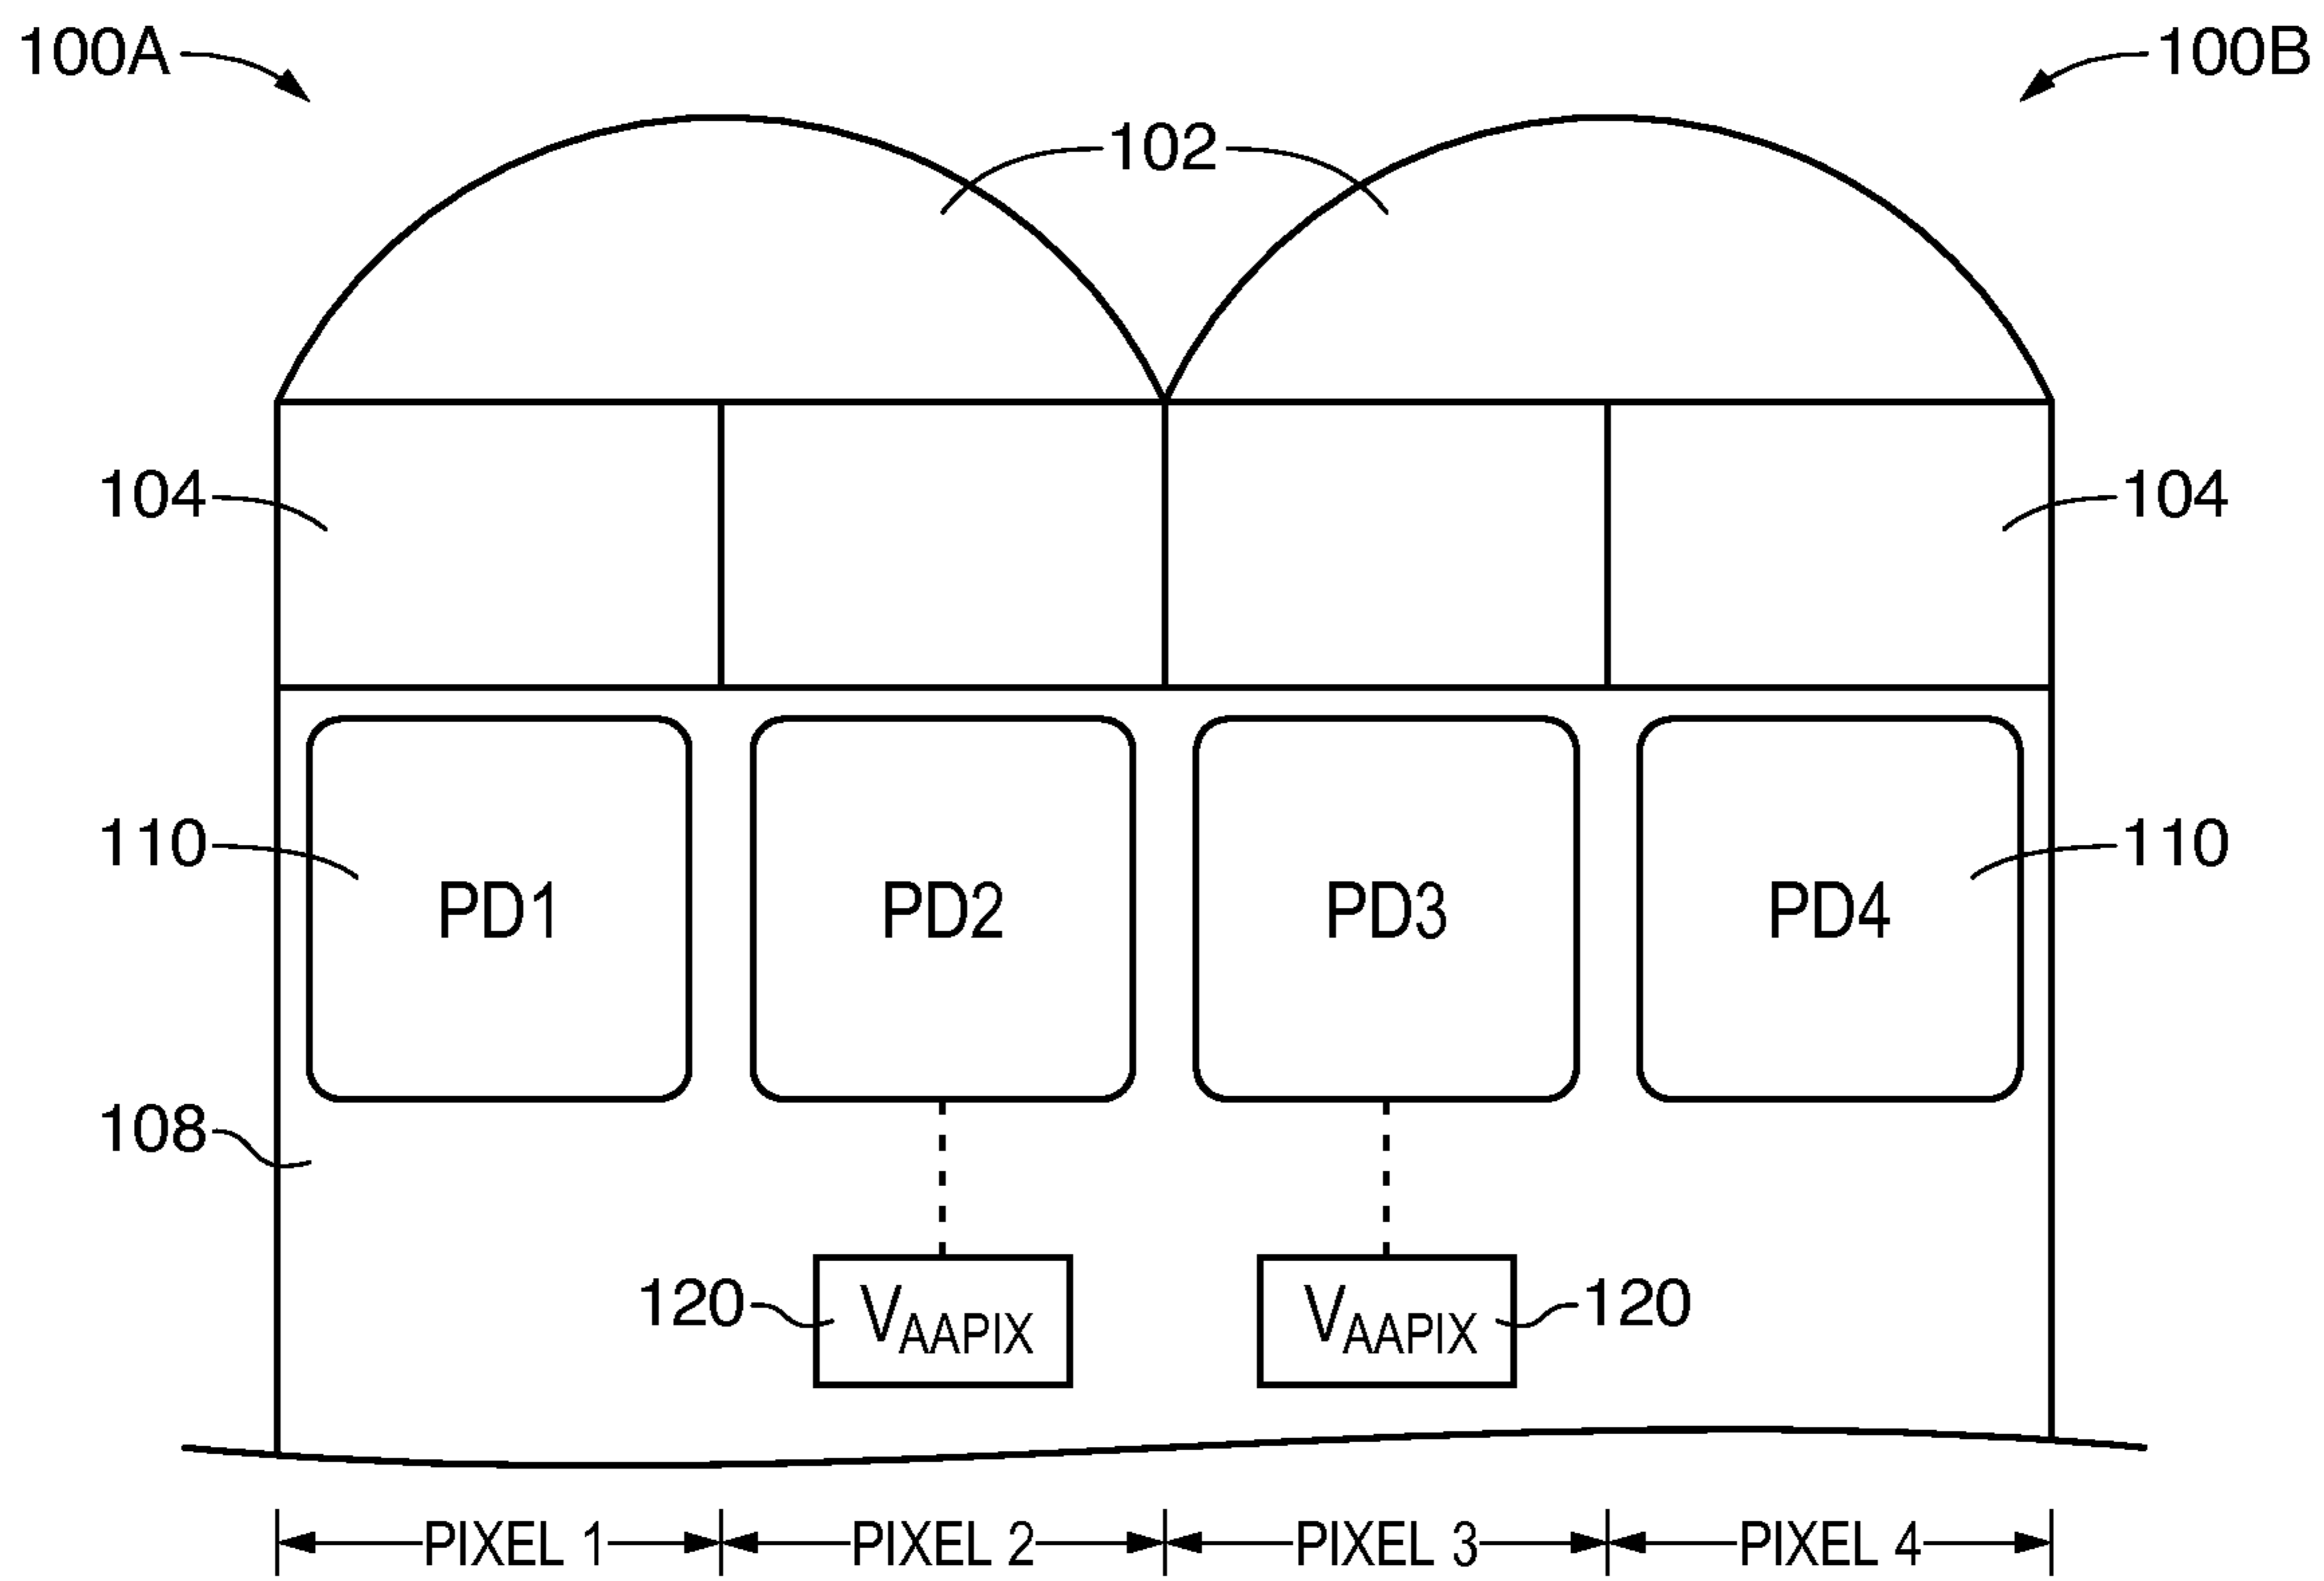 100A 100B
102
104 104
110 PD1 PD2 PD3 PD4 110
108
120 VAAPIX VAAPIX 120
PIXEL 1 PIXEL 2 PIXEL 3 PIXEL 4